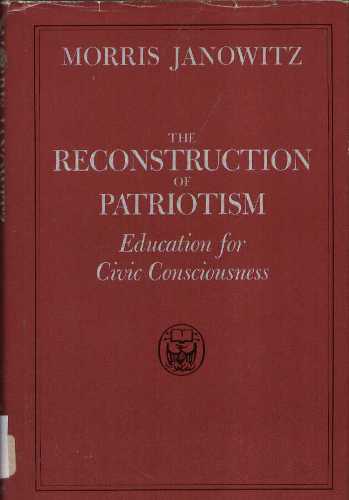 MORRIS JANOWITZ
THE
RECONSTRUCTION
OF
PATRIOTISM
Education for
Civic Consciousness